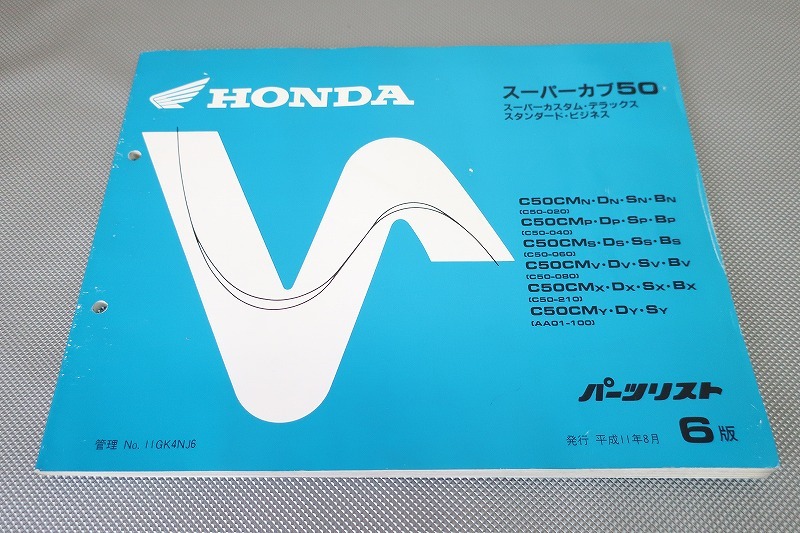 HONDA
スーパーカブ50
スーパーカスタム・デラックス
スタンダード・ビジネス
C50CMN・DN・SN・BN
(C50-020)
C50CMP・DP・SP・BP
(C50-040)
C50CMS・DS・SS・BS
(C50-060)
C50CMV・DV・SV・BV
(C50-080)
C50CMX・DX・SX・BX
(C50-210)
C50CMY・DY・SY
(AA01-100)
パーツリスト
管理 No. 11GK4NJ6
発行 平成11年8月 6版